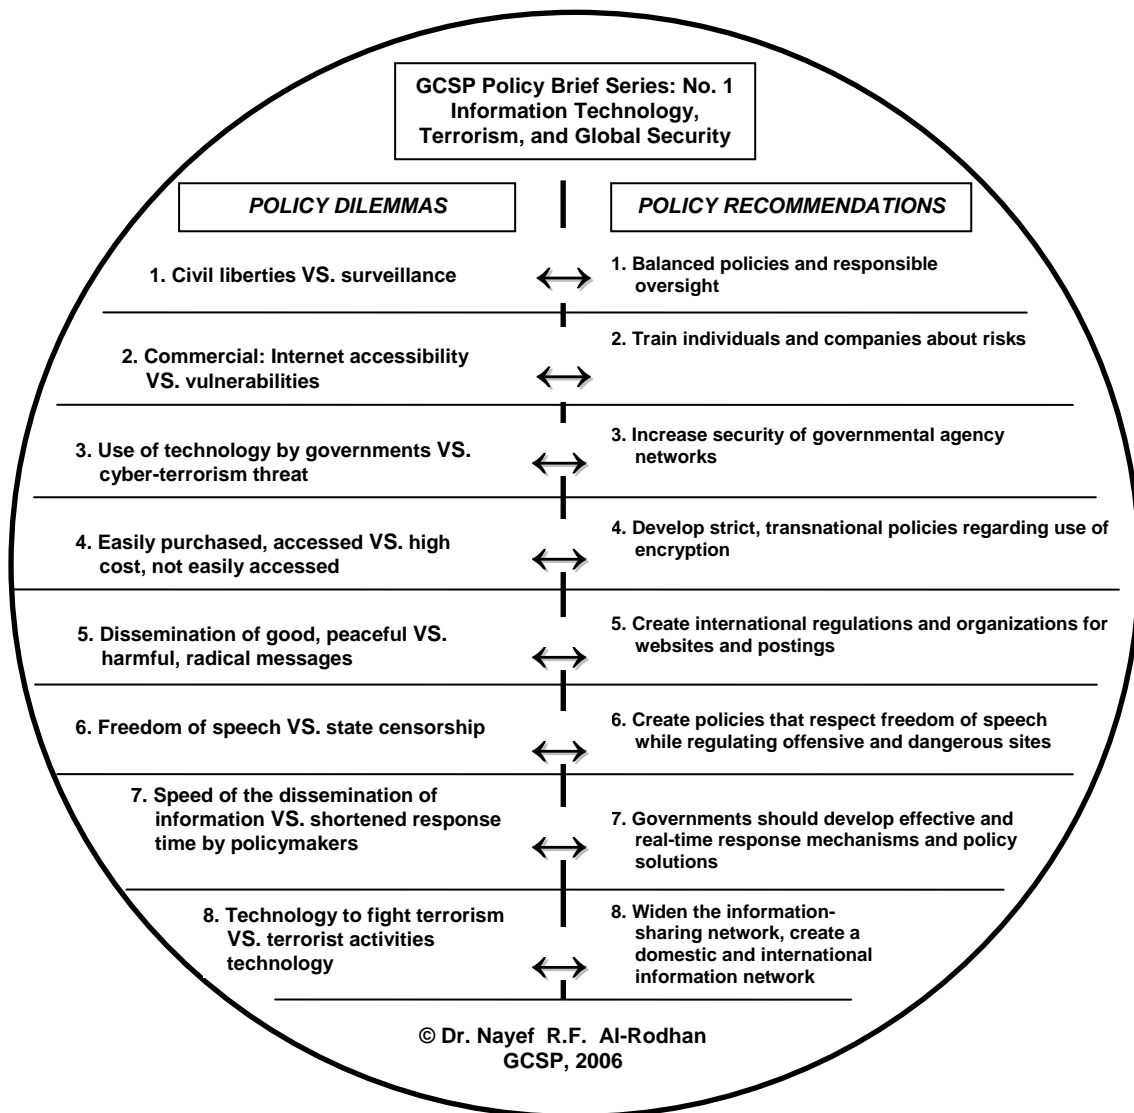 GCSP Policy Brief Series: No. 1
Information Technology,
Terrorism, and Global Security
POLICY DILEMMAS
POLICY RECOMMENDATIONS
1. Civil liberties VS. surveillance
1. Balanced policies and responsible
oversight
2. Commercial: Internet accessibility
VS. vulnerabilities
2. Train individuals and companies about risks
3. Use of technology by governments VS.
cyber-terrorism threat
3. Increase security of governmental agency
networks
4. Easily purchased, accessed VS. high
cost, not easily accessed
4. Develop strict, transnational policies regarding use of
encryption
5. Dissemination of good, peaceful VS.
harmful, radical messages
5. Create international regulations and organizations for
websites and postings
6. Freedom of speech VS. state censorship
6. Create policies that respect freedom of speech
while regulating offensive and dangerous sites
7. Speed of the dissemination of
information VS. shortened response
time by policymakers
7. Governments should develop effective and
real-time response mechanisms and policy
solutions
8. Technology to fight terrorism
VS. terrorist activities
technology
8. Widen the information-
sharing network, create a
domestic and international
information network
© Dr. Nayef R.F. Al-Rodhan
GCSP, 2006